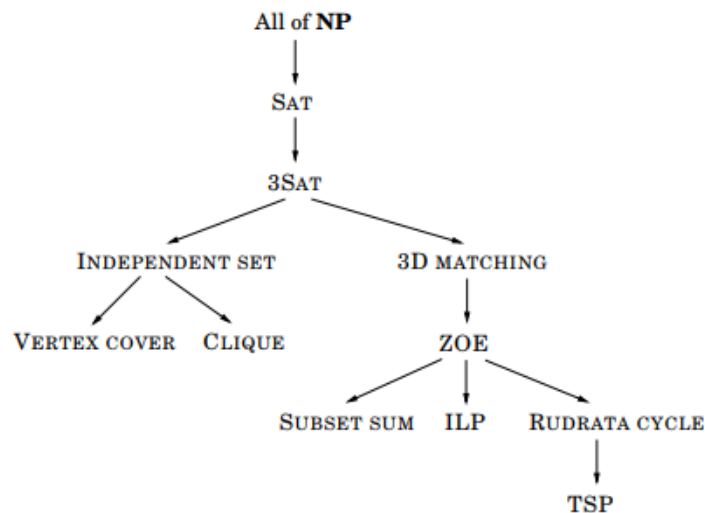 All of NP
SAT
3SAT
INDEPENDENT SET 3D MATCHING
VERTEX COVER CLIQUE ZOE
SUBSET SUM ILP RUDRATA CYCLE
TSP